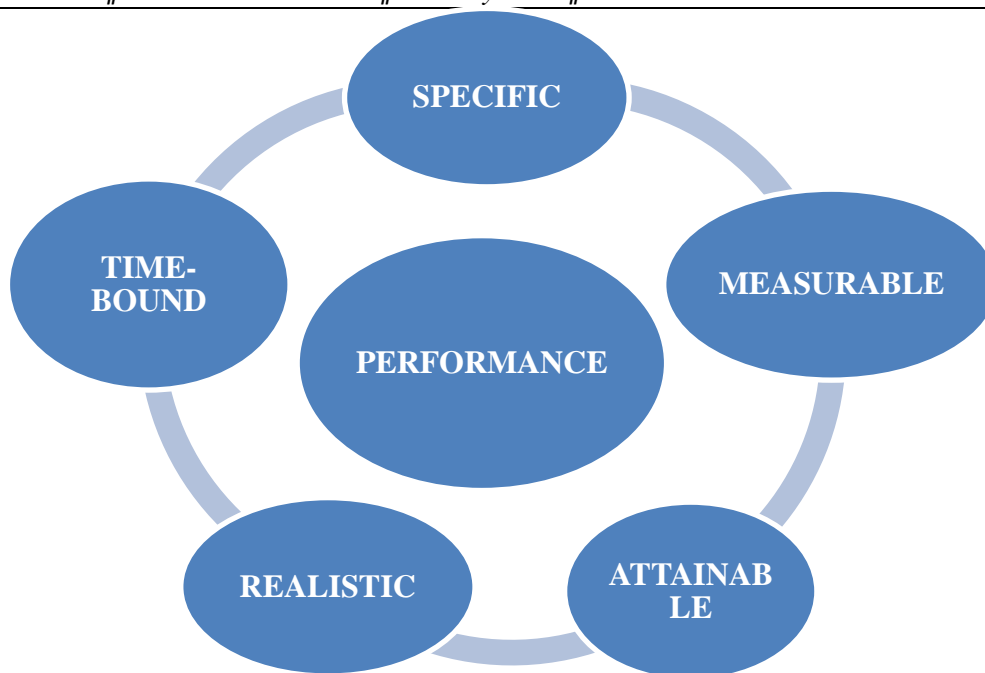 SPECIFIC
MEASURABLE
ATTAINAB
LE
REALISTIC
TIME-
BOUND
PERFORMANCE